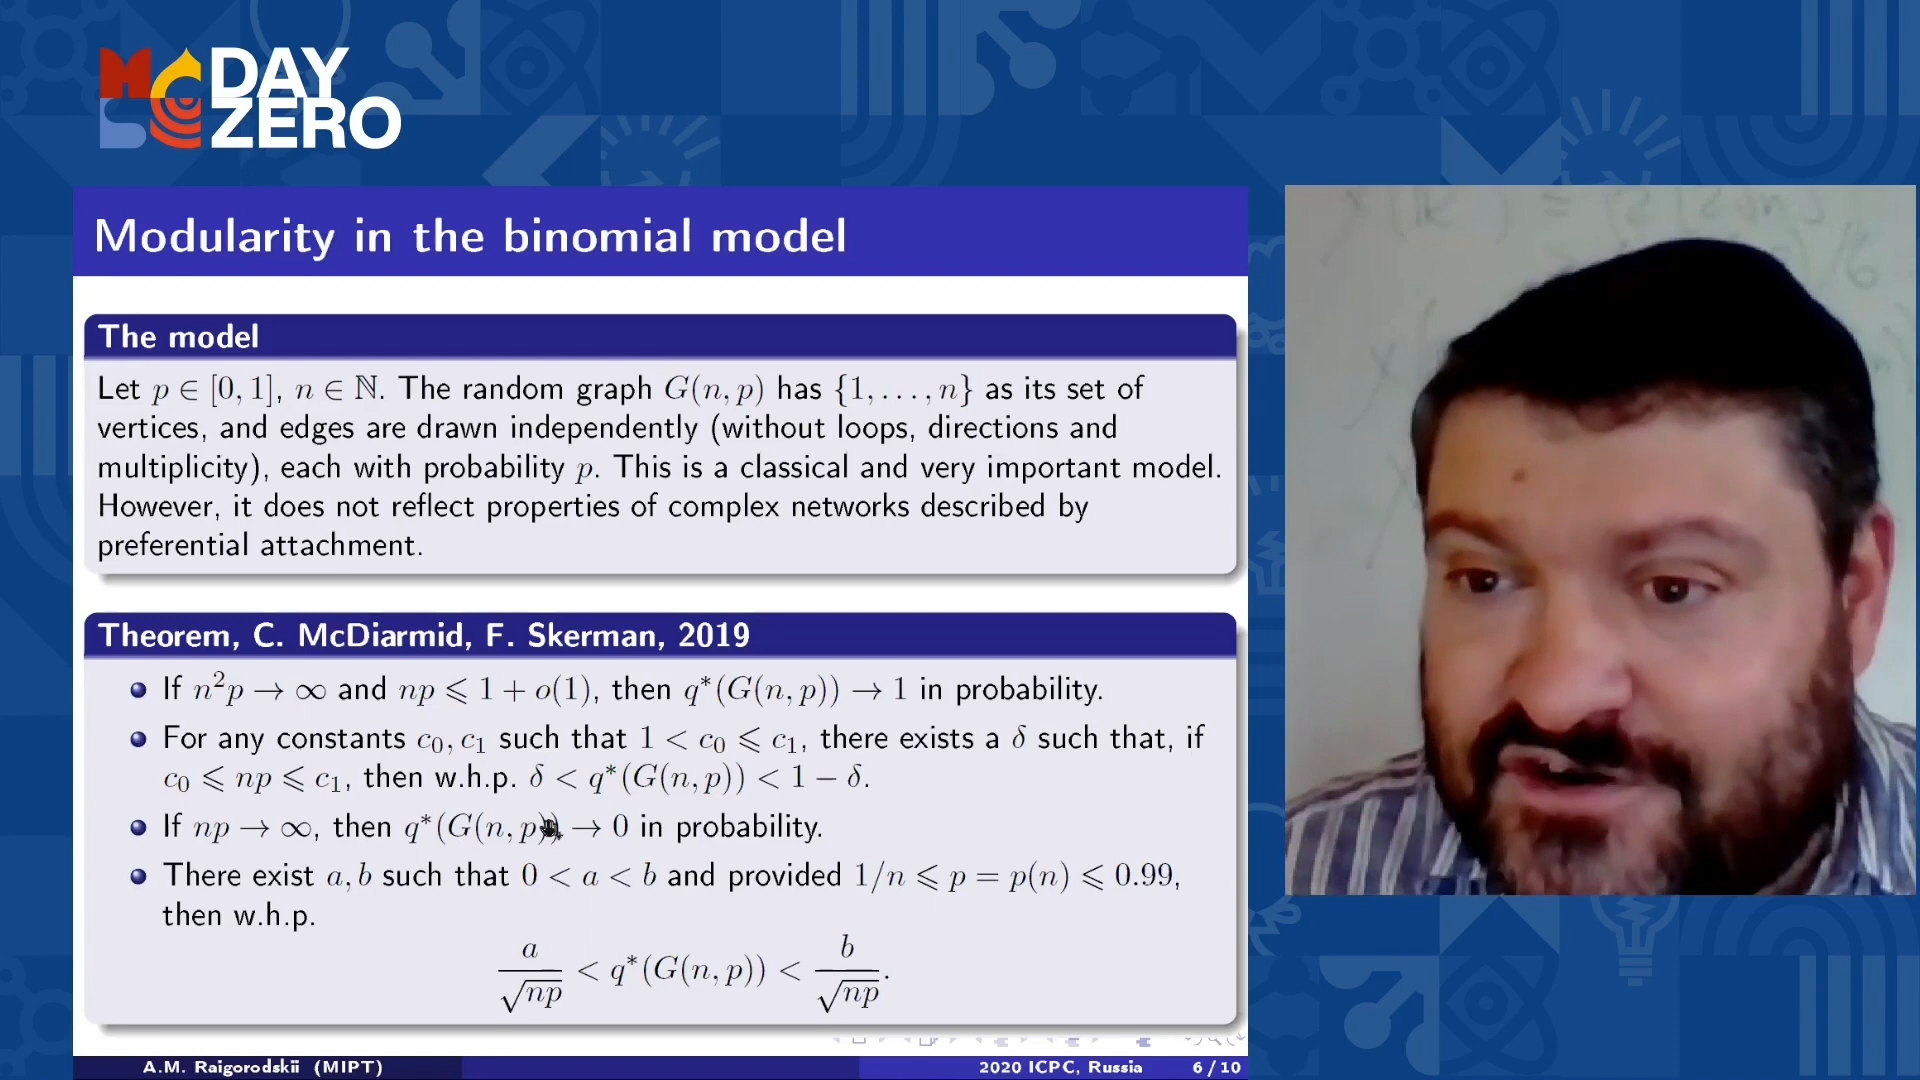 DAY
ZERO
Modularity in the binomial model
The model
Let p ∈ [0, 1], n ∈ ℕ. The random graph G(n, p) has {1, . . . , n} as its set of
vertices, and edges are drawn independently (without loops, directions and
multiplicity), each with probability p. This is a classical and very important model.
However, it does not reflect properties of complex networks described by
preferential attachment.
Theorem, C. McDiarmid, F. Skerman, 2019
If n²p → ∞ and np ⩽ 1 + o(1), then q*(G(n, p)) → 1 in probability.
For any constants c₀, c₁ such that 1 < c₀ ⩽ c₁, there exists a δ such that, if
c₀ ⩽ np ⩽ c₁, then w.h.p. δ < q*(G(n, p)) < 1 − δ.
If np → ∞, then q*(G(n, p)) → 0 in probability.
There exist a, b such that 0 < a < b and provided 1/n ⩽ p = p(n) ⩽ 0.99,
then w.h.p.
a/√np < q*(G(n, p)) < b/√np.
A.M. Raigorodskii (MIPT)
2020 ICPC, Russia
6 / 10